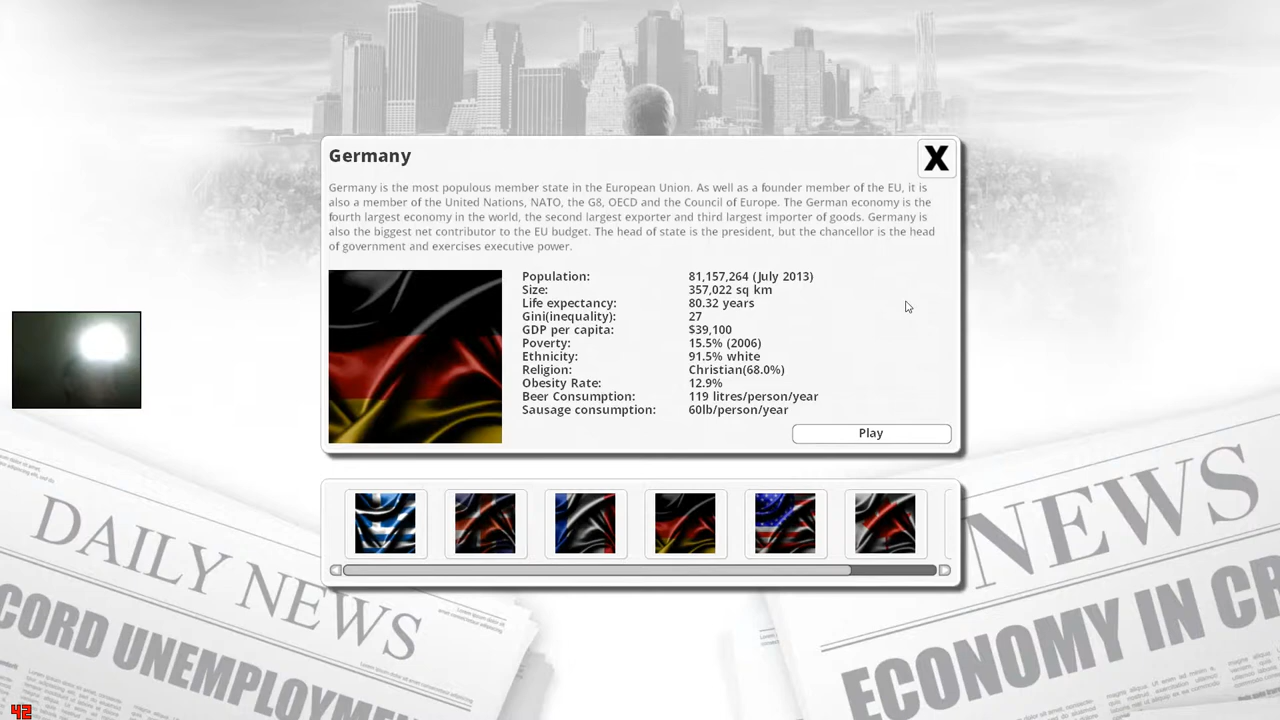 Germany
X
Germany is the most populous member state in the European Union. As well as a founder member of the EU, it is
also a member of the United Nations, NATO, the G8, OECD and the Council of Europe. The German economy is the
fourth largest economy in the world, the second largest exporter and third largest importer of goods. Germany is
also the biggest net contributor to the EU budget. The head of state is the president, but the chancellor is the head
of government and exercises executive power.
Population: 81,157,264 (July 2013)
Size: 357,022 sq km
Life expectancy: 80.32 years
Gini(inequality): 27
GDP per capita: $39,100
Poverty: 15.5% (2006)
Ethnicity: 91.5% white
Religion: Christian(68.0%)
Obesity Rate: 12.9%
Beer Consumption: 119 litres/person/year
Sausage consumption: 60lb/person/year
Play
DAILY NEWS
CORD UNEMPLOYM
NEWS
ECONOMY IN CR
42